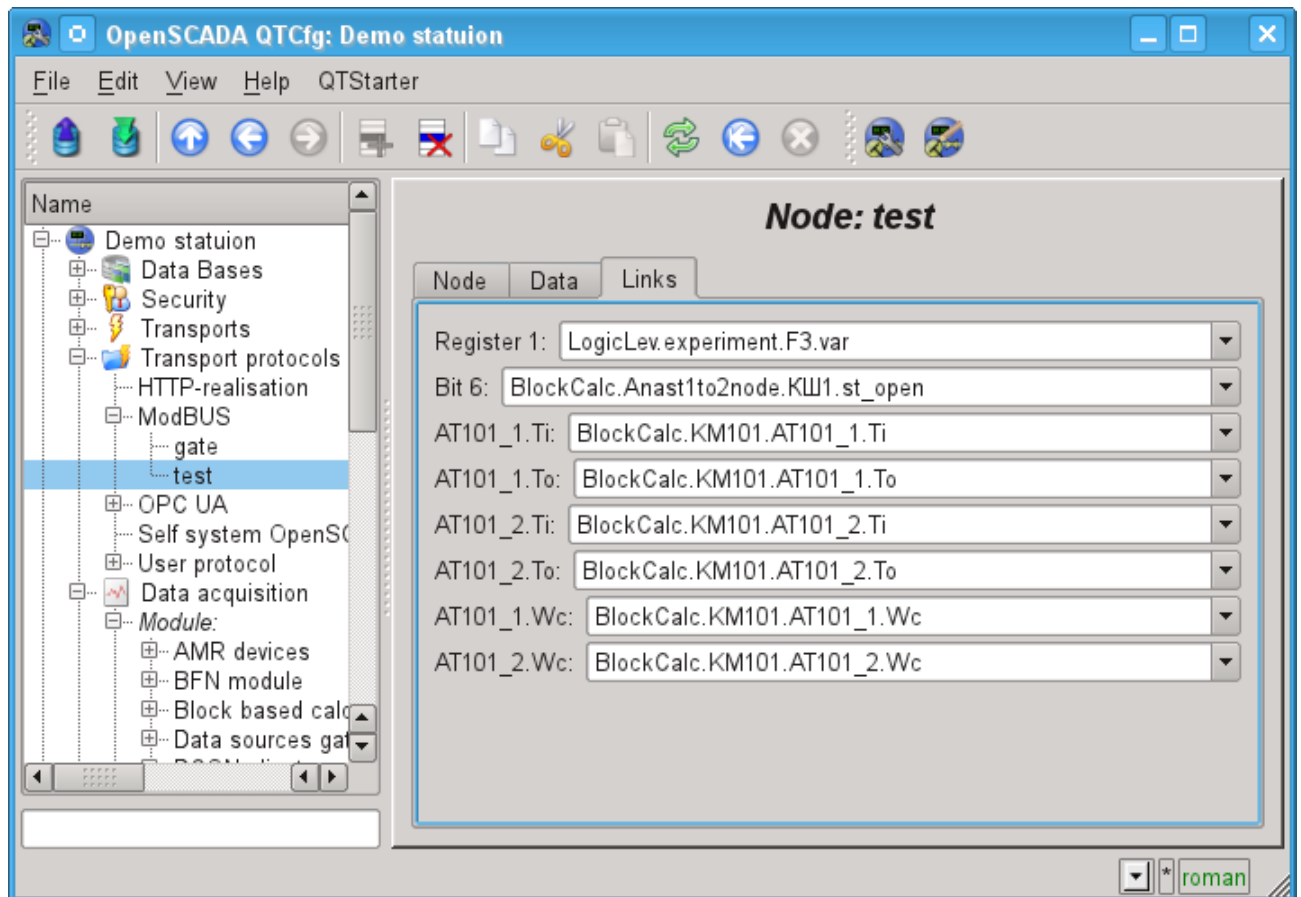 OpenSCADA QTCfg: Demo statuion
File Edit View Help QTStarter
Name
Demo statuion
Data Bases
Security
Transports
Transport protocols
HTTP-realisation
ModBUS
gate
test
OPC UA
Self system OpenSC
User protocol
Data acquisition
Module:
AMR devices
BFN module
Block based calc
Data sources gat
Node: test
Node Data Links
Register 1: LogicLev.experiment.F3.var
Bit 6: BlockCalc.Anast1to2node.КШ1.st_open
AT101_1.Ti: BlockCalc.KM101.AT101_1.Ti
AT101_1.To: BlockCalc.KM101.AT101_1.To
AT101_2.Ti: BlockCalc.KM101.AT101_2.Ti
AT101_2.To: BlockCalc.KM101.AT101_2.To
AT101_1.Wc: BlockCalc.KM101.AT101_1.Wc
AT101_2.Wc: BlockCalc.KM101.AT101_2.Wc
* roman